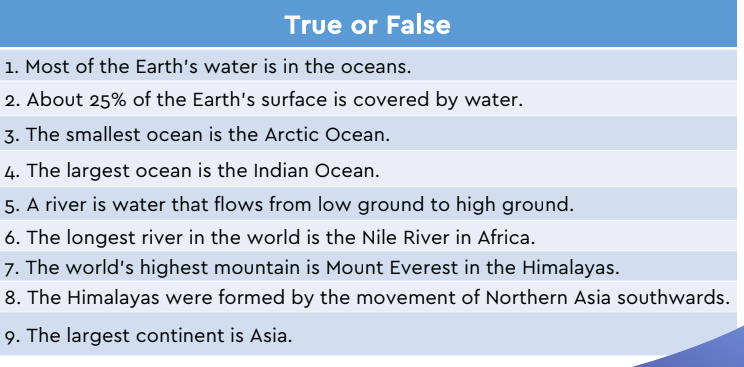 True or False
1. Most of the Earth's water is in the oceans.
2. About 25% of the Earth's surface is covered by water.
3. The smallest ocean is the Arctic Ocean.
4. The largest ocean is the Indian Ocean.
5. A river is water that flows from low ground to high ground.
6. The longest river in the world is the Nile River in Africa.
7. The world's highest mountain is Mount Everest in the Himalayas.
8. The Himalayas were formed by the movement of Northern Asia southwards.
9. The largest continent is Asia.